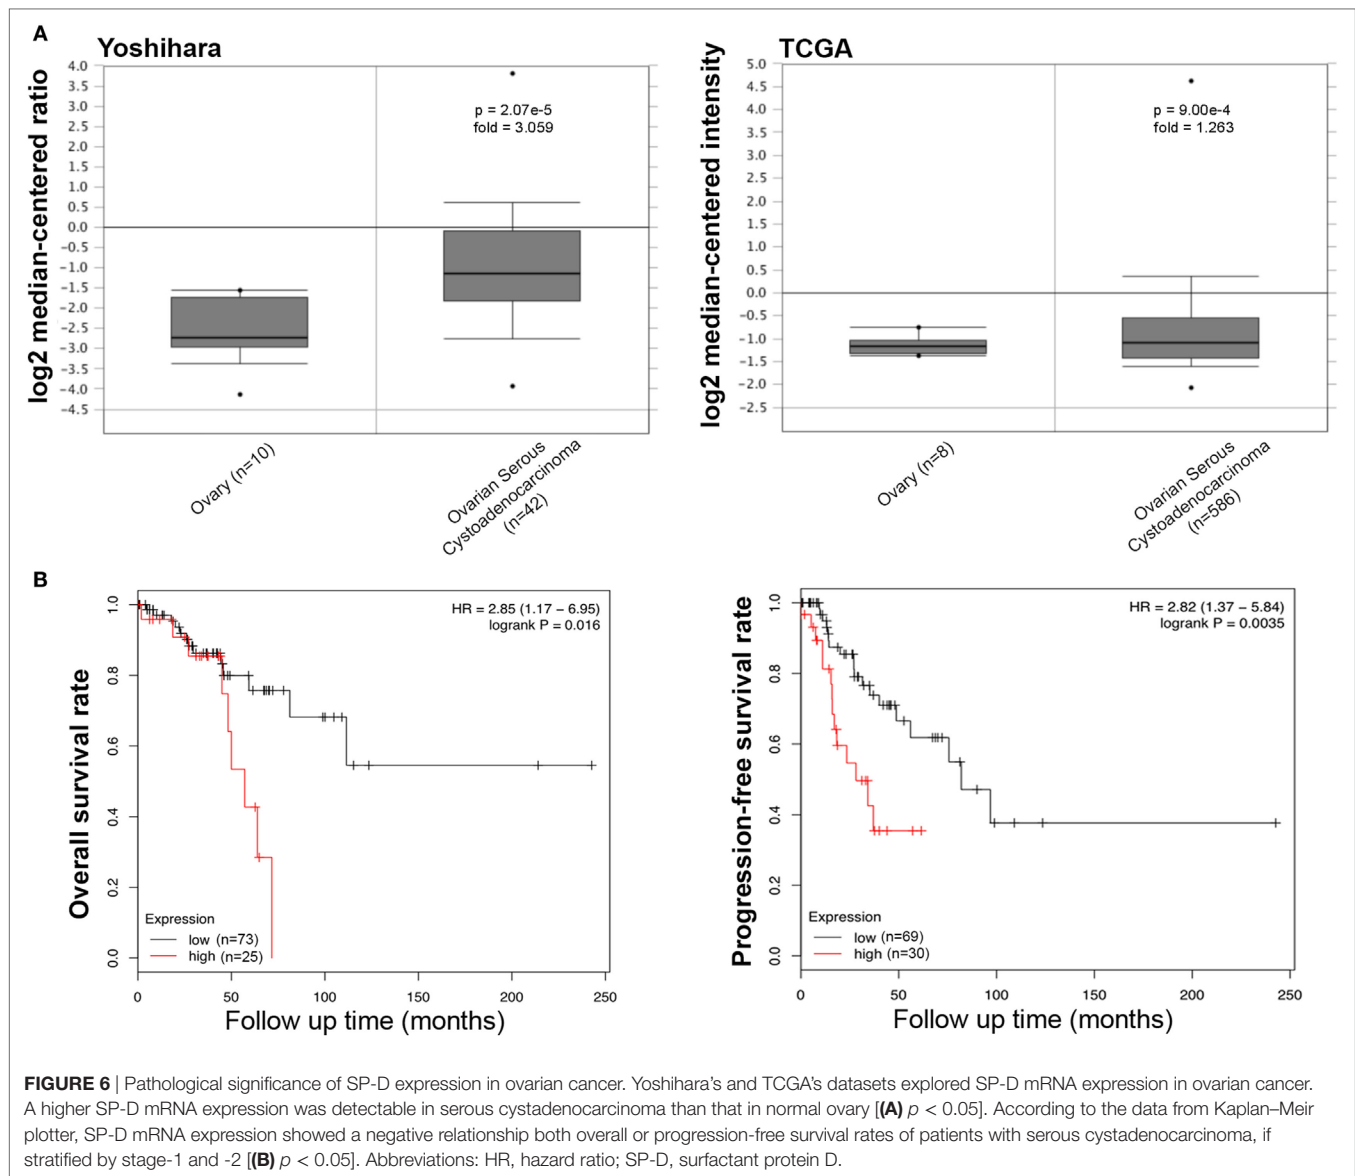 A
Yoshihara
log2 median-centered ratio
4.0
3.5
3.0
2.5
2.0
1.5
1.0
0.5
0.0
−0.5
−1.0
−1.5
−2.0
−2.5
−3.0
−3.5
−4.0
−4.5
p = 2.07e-5
fold = 3.059
Ovary (n=10)
Ovarian Serous
Cystoadenocarcinoma
(n=42)
TCGA
log2 median-centered intensity
5.0
4.5
4.0
3.5
3.0
2.5
2.0
1.5
1.0
0.5
0.0
−0.5
−1.0
−1.5
−2.0
−2.5
p = 9.00e-4
fold = 1.263
Ovary (n=8)
Ovarian Serous
Cystoadenocarcinoma
(n=586)
B
Overall survival rate
1.0
0.8
0.6
0.4
0.2
0.0
HR = 2.85 (1.17 − 6.95)
logrank P = 0.016
Expression
low (n=73)
high (n=25)
0 50 100 150 200 250
Follow up time (months)
Progression-free survival rate
1.0
0.8
0.6
0.4
0.2
0.0
HR = 2.82 (1.37 − 5.84)
logrank P = 0.0035
Expression
low (n=69)
high (n=30)
0 50 100 150 200 250
Follow up time (months)
FIGURE 6 | Pathological significance of SP-D expression in ovarian cancer. Yoshihara's and TCGA's datasets explored SP-D mRNA expression in ovarian cancer.
A higher SP-D mRNA expression was detectable in serous cystadenocarcinoma than that in normal ovary [(A) p < 0.05]. According to the data from Kaplan–Meir
plotter, SP-D mRNA expression showed a negative relationship both overall or progression-free survival rates of patients with serous cystadenocarcinoma, if
stratified by stage-1 and -2 [(B) p < 0.05]. Abbreviations: HR, hazard ratio; SP-D, surfactant protein D.